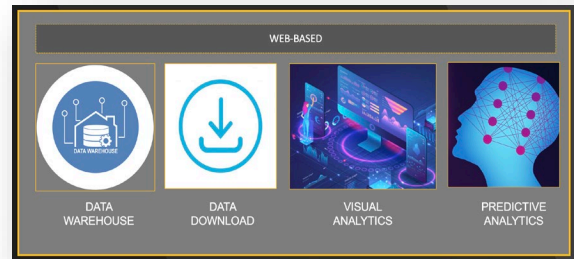 WEB-BASED
DATA WAREHOUSE
DATA
WAREHOUSE
DATA
DOWNLOAD
VISUAL
ANALYTICS
PREDICTIVE
ANALYTICS